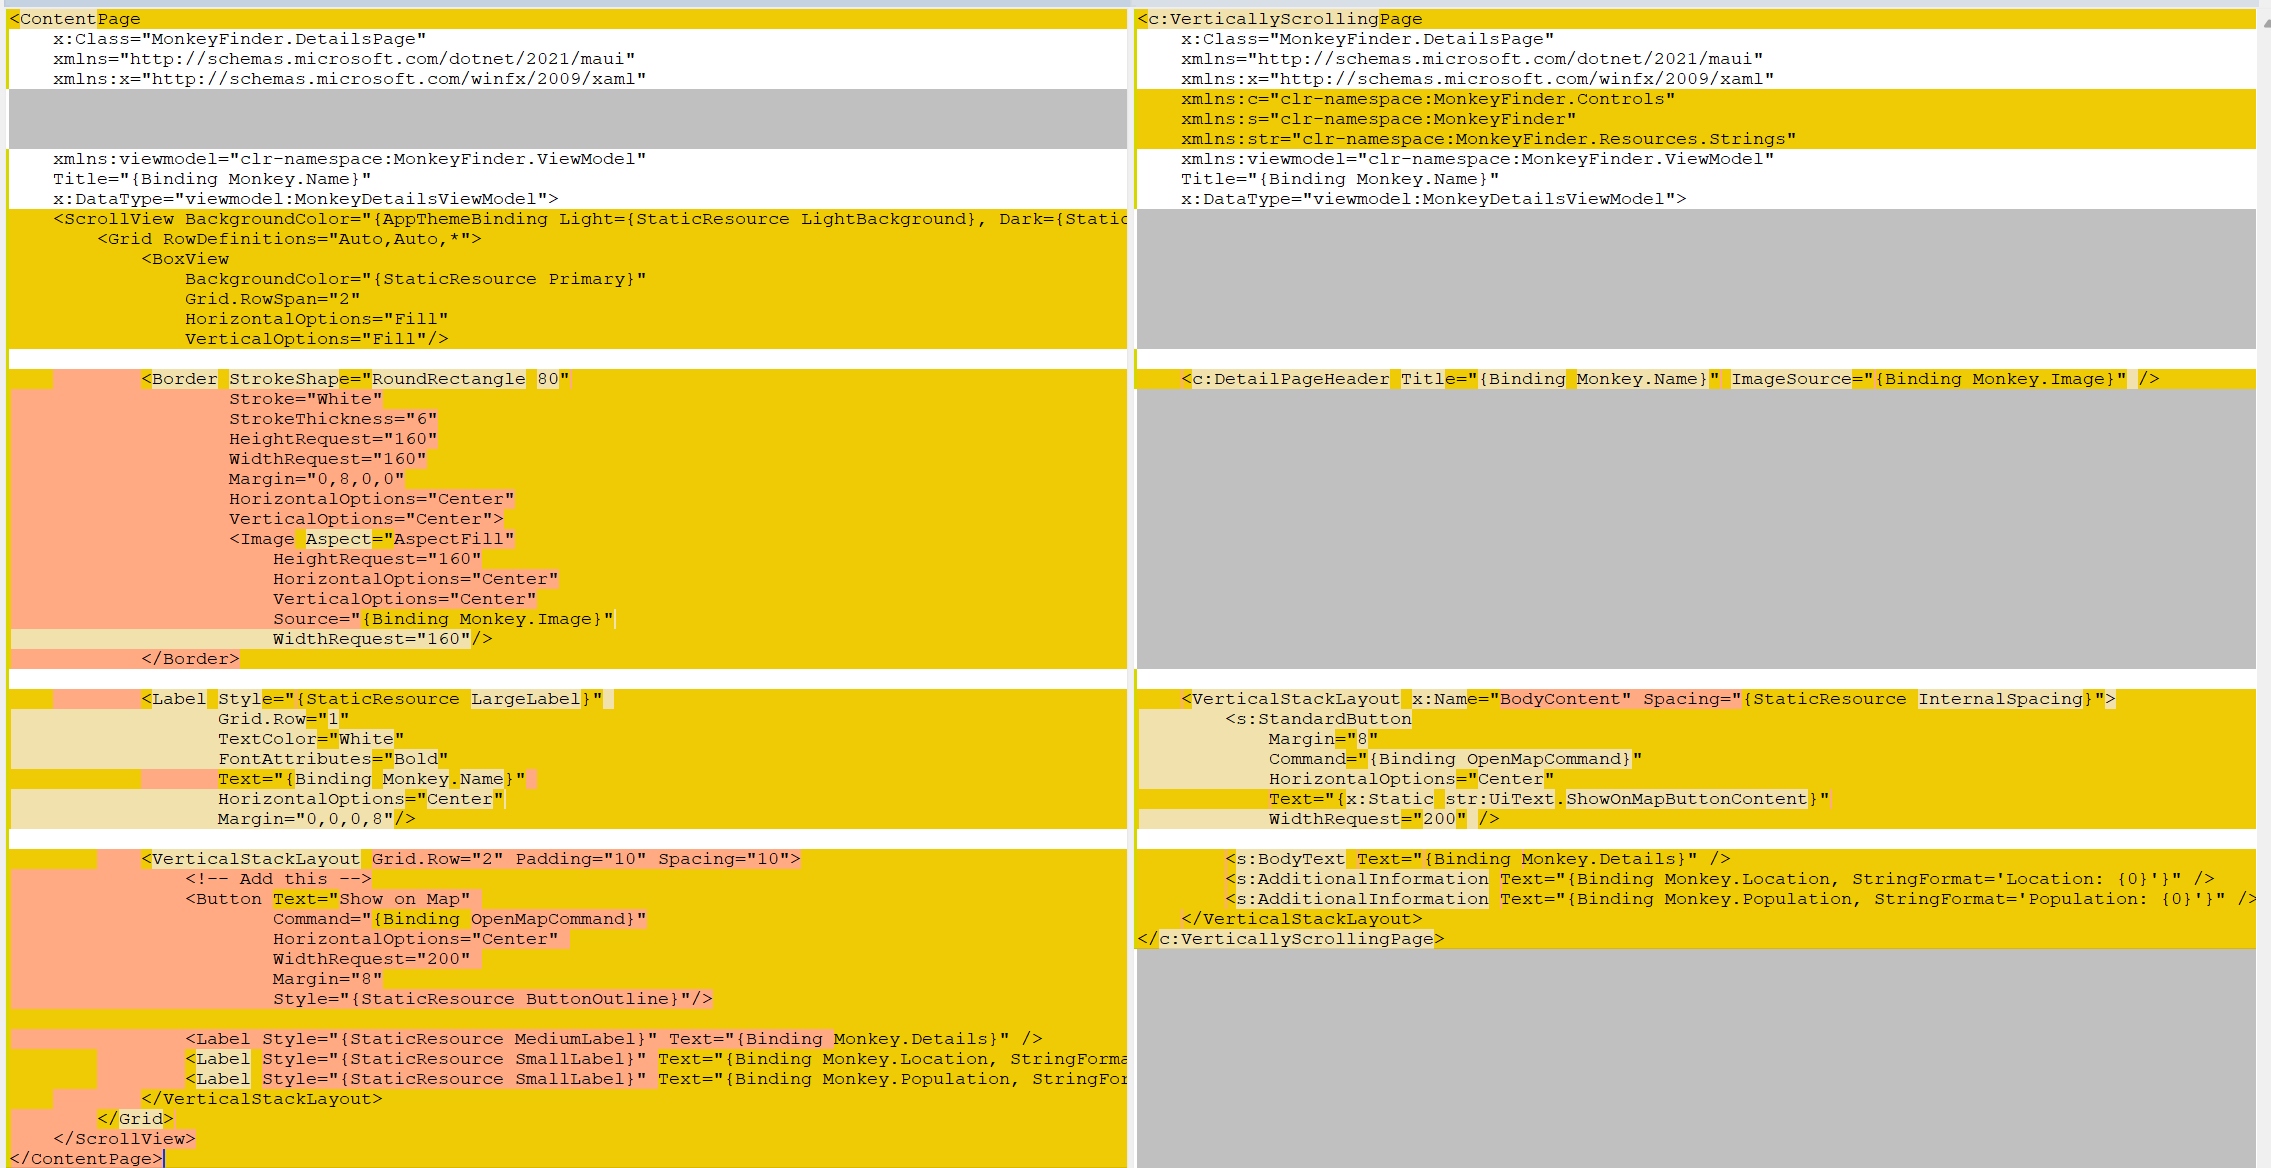 <ContentPage
    x:Class="MonkeyFinder.DetailsPage"
    xmlns="http://schemas.microsoft.com/dotnet/2021/maui"
    xmlns:x="http://schemas.microsoft.com/winfx/2009/xaml"
    xmlns:viewmodel="clr-namespace:MonkeyFinder.ViewModel"
    Title="{Binding Monkey.Name}"
    x:DataType="viewmodel:MonkeyDetailsViewModel">
    <ScrollView BackgroundColor="{AppThemeBinding Light={StaticResource LightBackground}, Dark={Static
        <Grid RowDefinitions="Auto,Auto,*">
            <BoxView
                BackgroundColor="{StaticResource Primary}"
                Grid.RowSpan="2"
                HorizontalOptions="Fill"
                VerticalOptions="Fill"/>
            <Border StrokeShape="RoundRectangle 80"
                    Stroke="White"
                    StrokeThickness="6"
                    HeightRequest="160"
                    WidthRequest="160"
                    Margin="0,8,0,0"
                    HorizontalOptions="Center"
                    VerticalOptions="Center">
                    <Image Aspect="AspectFill"
                        HeightRequest="160"
                        HorizontalOptions="Center"
                        VerticalOptions="Center"
                        Source="{Binding Monkey.Image}"
                        WidthRequest="160"/>
            </Border>
            <Label Style="{StaticResource LargeLabel}"
                   Grid.Row="1"
                   TextColor="White"
                   FontAttributes="Bold"
                   Text="{Binding Monkey.Name}"
                   HorizontalOptions="Center"
                   Margin="0,0,0,8"/>
            <VerticalStackLayout Grid.Row="2" Padding="10" Spacing="10">
                <!-- Add this -->
                <Button Text="Show on Map"
                        Command="{Binding OpenMapCommand}"
                        HorizontalOptions="Center"
                        WidthRequest="200"
                        Margin="8"
                        Style="{StaticResource ButtonOutline}"/>
                <Label Style="{StaticResource MediumLabel}" Text="{Binding Monkey.Details}" />
                <Label Style="{StaticResource SmallLabel}" Text="{Binding Monkey.Location, StringForma
                <Label Style="{StaticResource SmallLabel}" Text="{Binding Monkey.Population, StringFor
            </VerticalStackLayout>
        </Grid>
    </ScrollView>
</ContentPage>
<c:VerticallyScrollingPage
    x:Class="MonkeyFinder.DetailsPage"
    xmlns="http://schemas.microsoft.com/dotnet/2021/maui"
    xmlns:x="http://schemas.microsoft.com/winfx/2009/xaml"
    xmlns:c="clr-namespace:MonkeyFinder.Controls"
    xmlns:s="clr-namespace:MonkeyFinder"
    xmlns:str="clr-namespace:MonkeyFinder.Resources.Strings"
    xmlns:viewmodel="clr-namespace:MonkeyFinder.ViewModel"
    Title="{Binding Monkey.Name}"
    x:DataType="viewmodel:MonkeyDetailsViewModel">
    <c:DetailPageHeader Title="{Binding Monkey.Name}" ImageSource="{Binding Monkey.Image}" />
    <VerticalStackLayout x:Name="BodyContent" Spacing="{StaticResource InternalSpacing}">
        <s:StandardButton
            Margin="8"
            Command="{Binding OpenMapCommand}"
            HorizontalOptions="Center"
            Text="{x:Static str:UiText.ShowOnMapButtonContent}"
            WidthRequest="200" />
        <s:BodyText Text="{Binding Monkey.Details}" />
        <s:AdditionalInformation Text="{Binding Monkey.Location, StringFormat='Location: {0}'}" />
        <s:AdditionalInformation Text="{Binding Monkey.Population, StringFormat='Population: {0}'}" />
    </VerticalStackLayout>
</c:VerticallyScrollingPage>